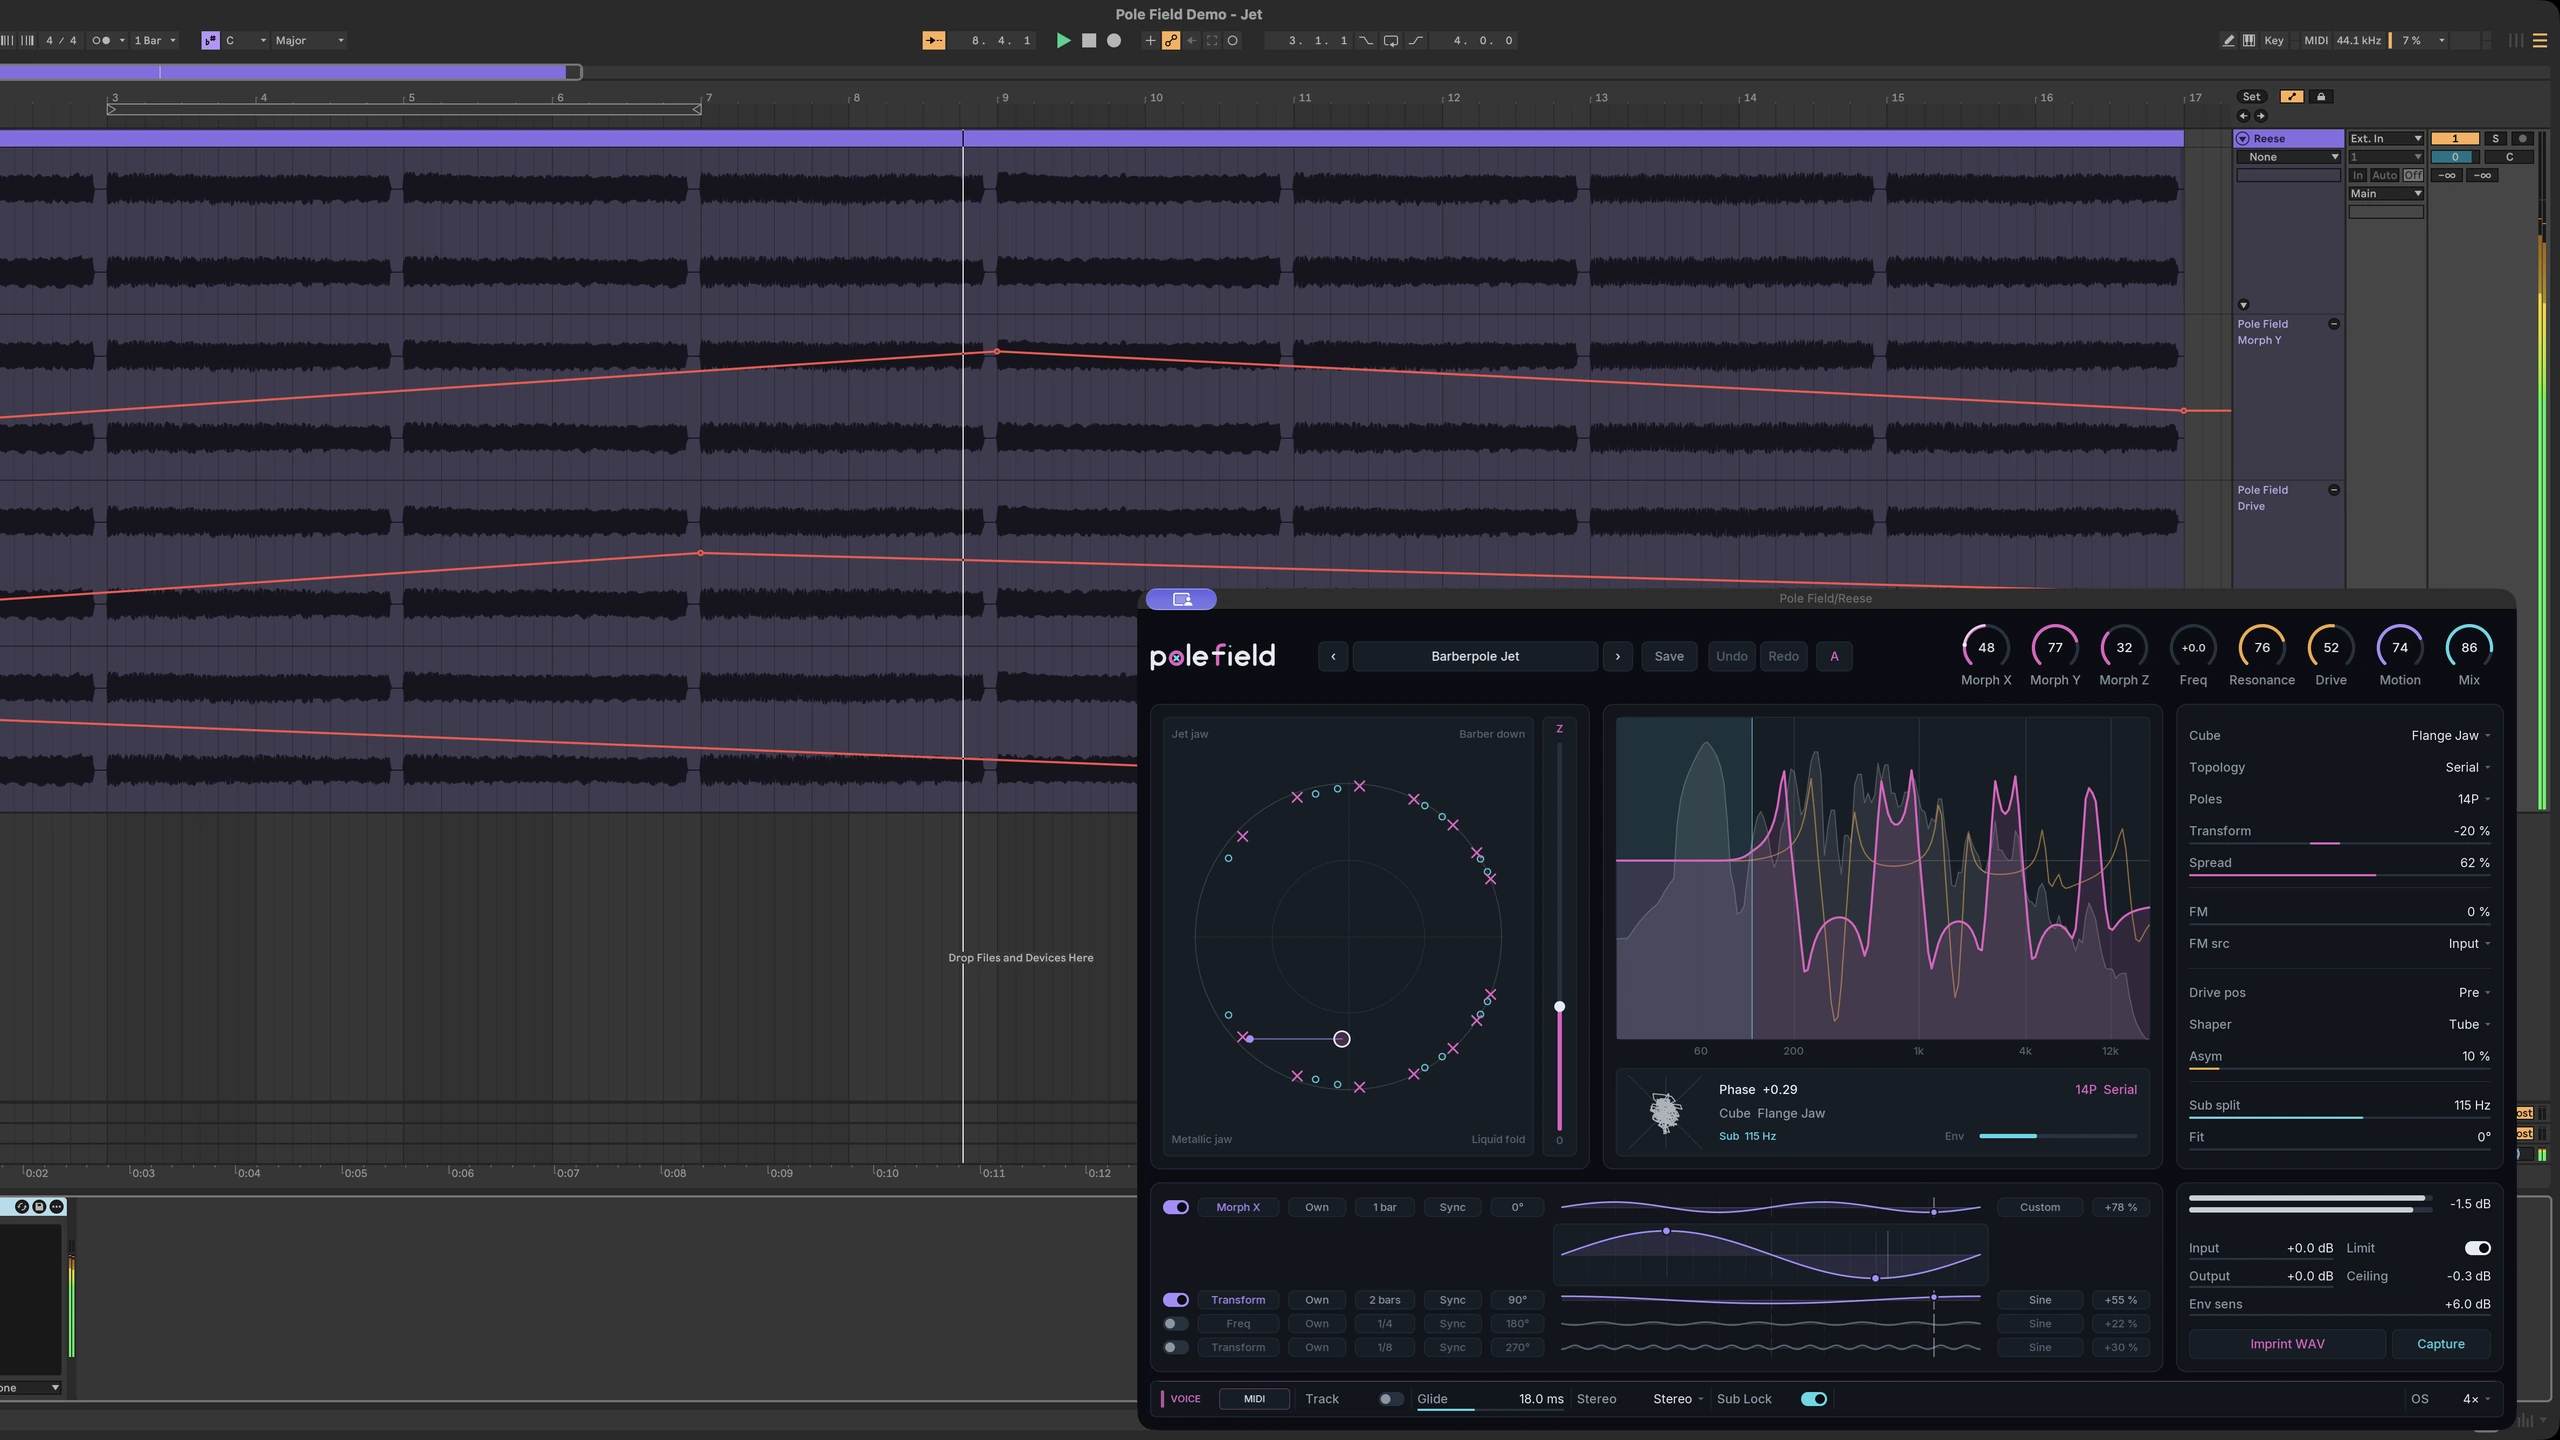 Pole Field Demo - Jet
4 / 4
1 Bar
C
Major
8. 4. 1
3. 1. 1
4. 0. 0
Key
MIDI
44.1 kHz
7 %
3 4 5 6 7 8 9 10 11 12 13 14 15 16 17
Set
Reese
Ext. In
1
S
None
1
0
C
In Auto Off
-∞ -∞
Main
Pole Field
Morph Y
Pole Field
Drive
Drop Files and Devices Here
0:02 0:03 0:04 0:05 0:06 0:07 0:08 0:09 0:10 0:11 0:12
Pole Field/Reese
polefield
Barberpole Jet
Save
Undo
Redo
A
48 77 32 +0.0 76 52 74 86
Morph X Morph Y Morph Z Freq Resonance Drive Motion Mix
Jet jaw
Barber down
Z
Metallic jaw
Liquid fold
0
60 200 1k 4k 12k
Phase +0.29
14P Serial
Cube Flange Jaw
Sub 115 Hz
Env
Cube Flange Jaw
Topology Serial
Poles 14P
Transform -20 %
Spread 62 %
FM 0 %
FM src Input
Drive pos Pre
Shaper Tube
Asym 10 %
Sub split 115 Hz
Fit 0°
Morph X Own 1 bar Sync 0° Custom +78 %
Transform Own 2 bars Sync 90° Sine +55 %
Freq Own 1/4 Sync 180° Sine +22 %
Transform Own 1/8 Sync 270° Sine +30 %
-1.5 dB
Input +0.0 dB Limit
Output +0.0 dB Ceiling -0.3 dB
Env sens +6.0 dB
Imprint WAV
Capture
VOICE MIDI Track Glide 18.0 ms Stereo Stereo Sub Lock OS 4×